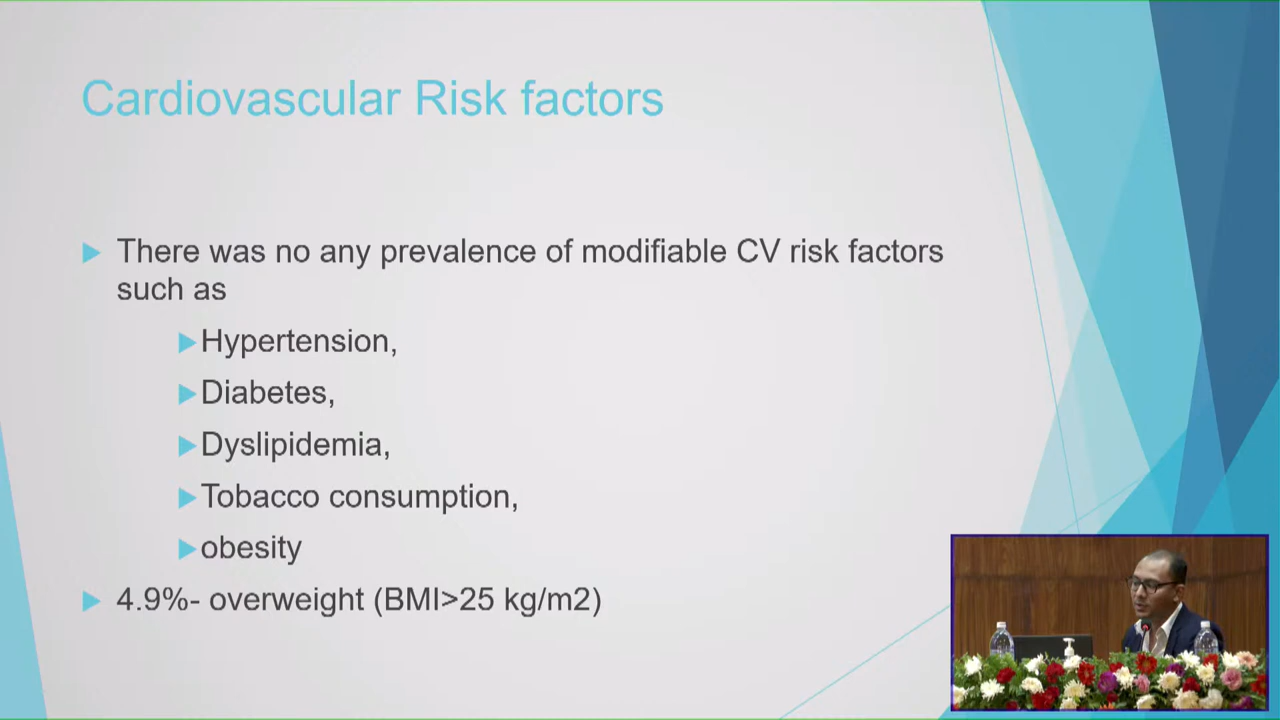 Cardiovascular Risk factors
There was no any prevalence of modifiable CV risk factors
such as
Hypertension,
Diabetes,
Dyslipidemia,
Tobacco consumption,
obesity
4.9%- overweight (BMI>25 kg/m2)